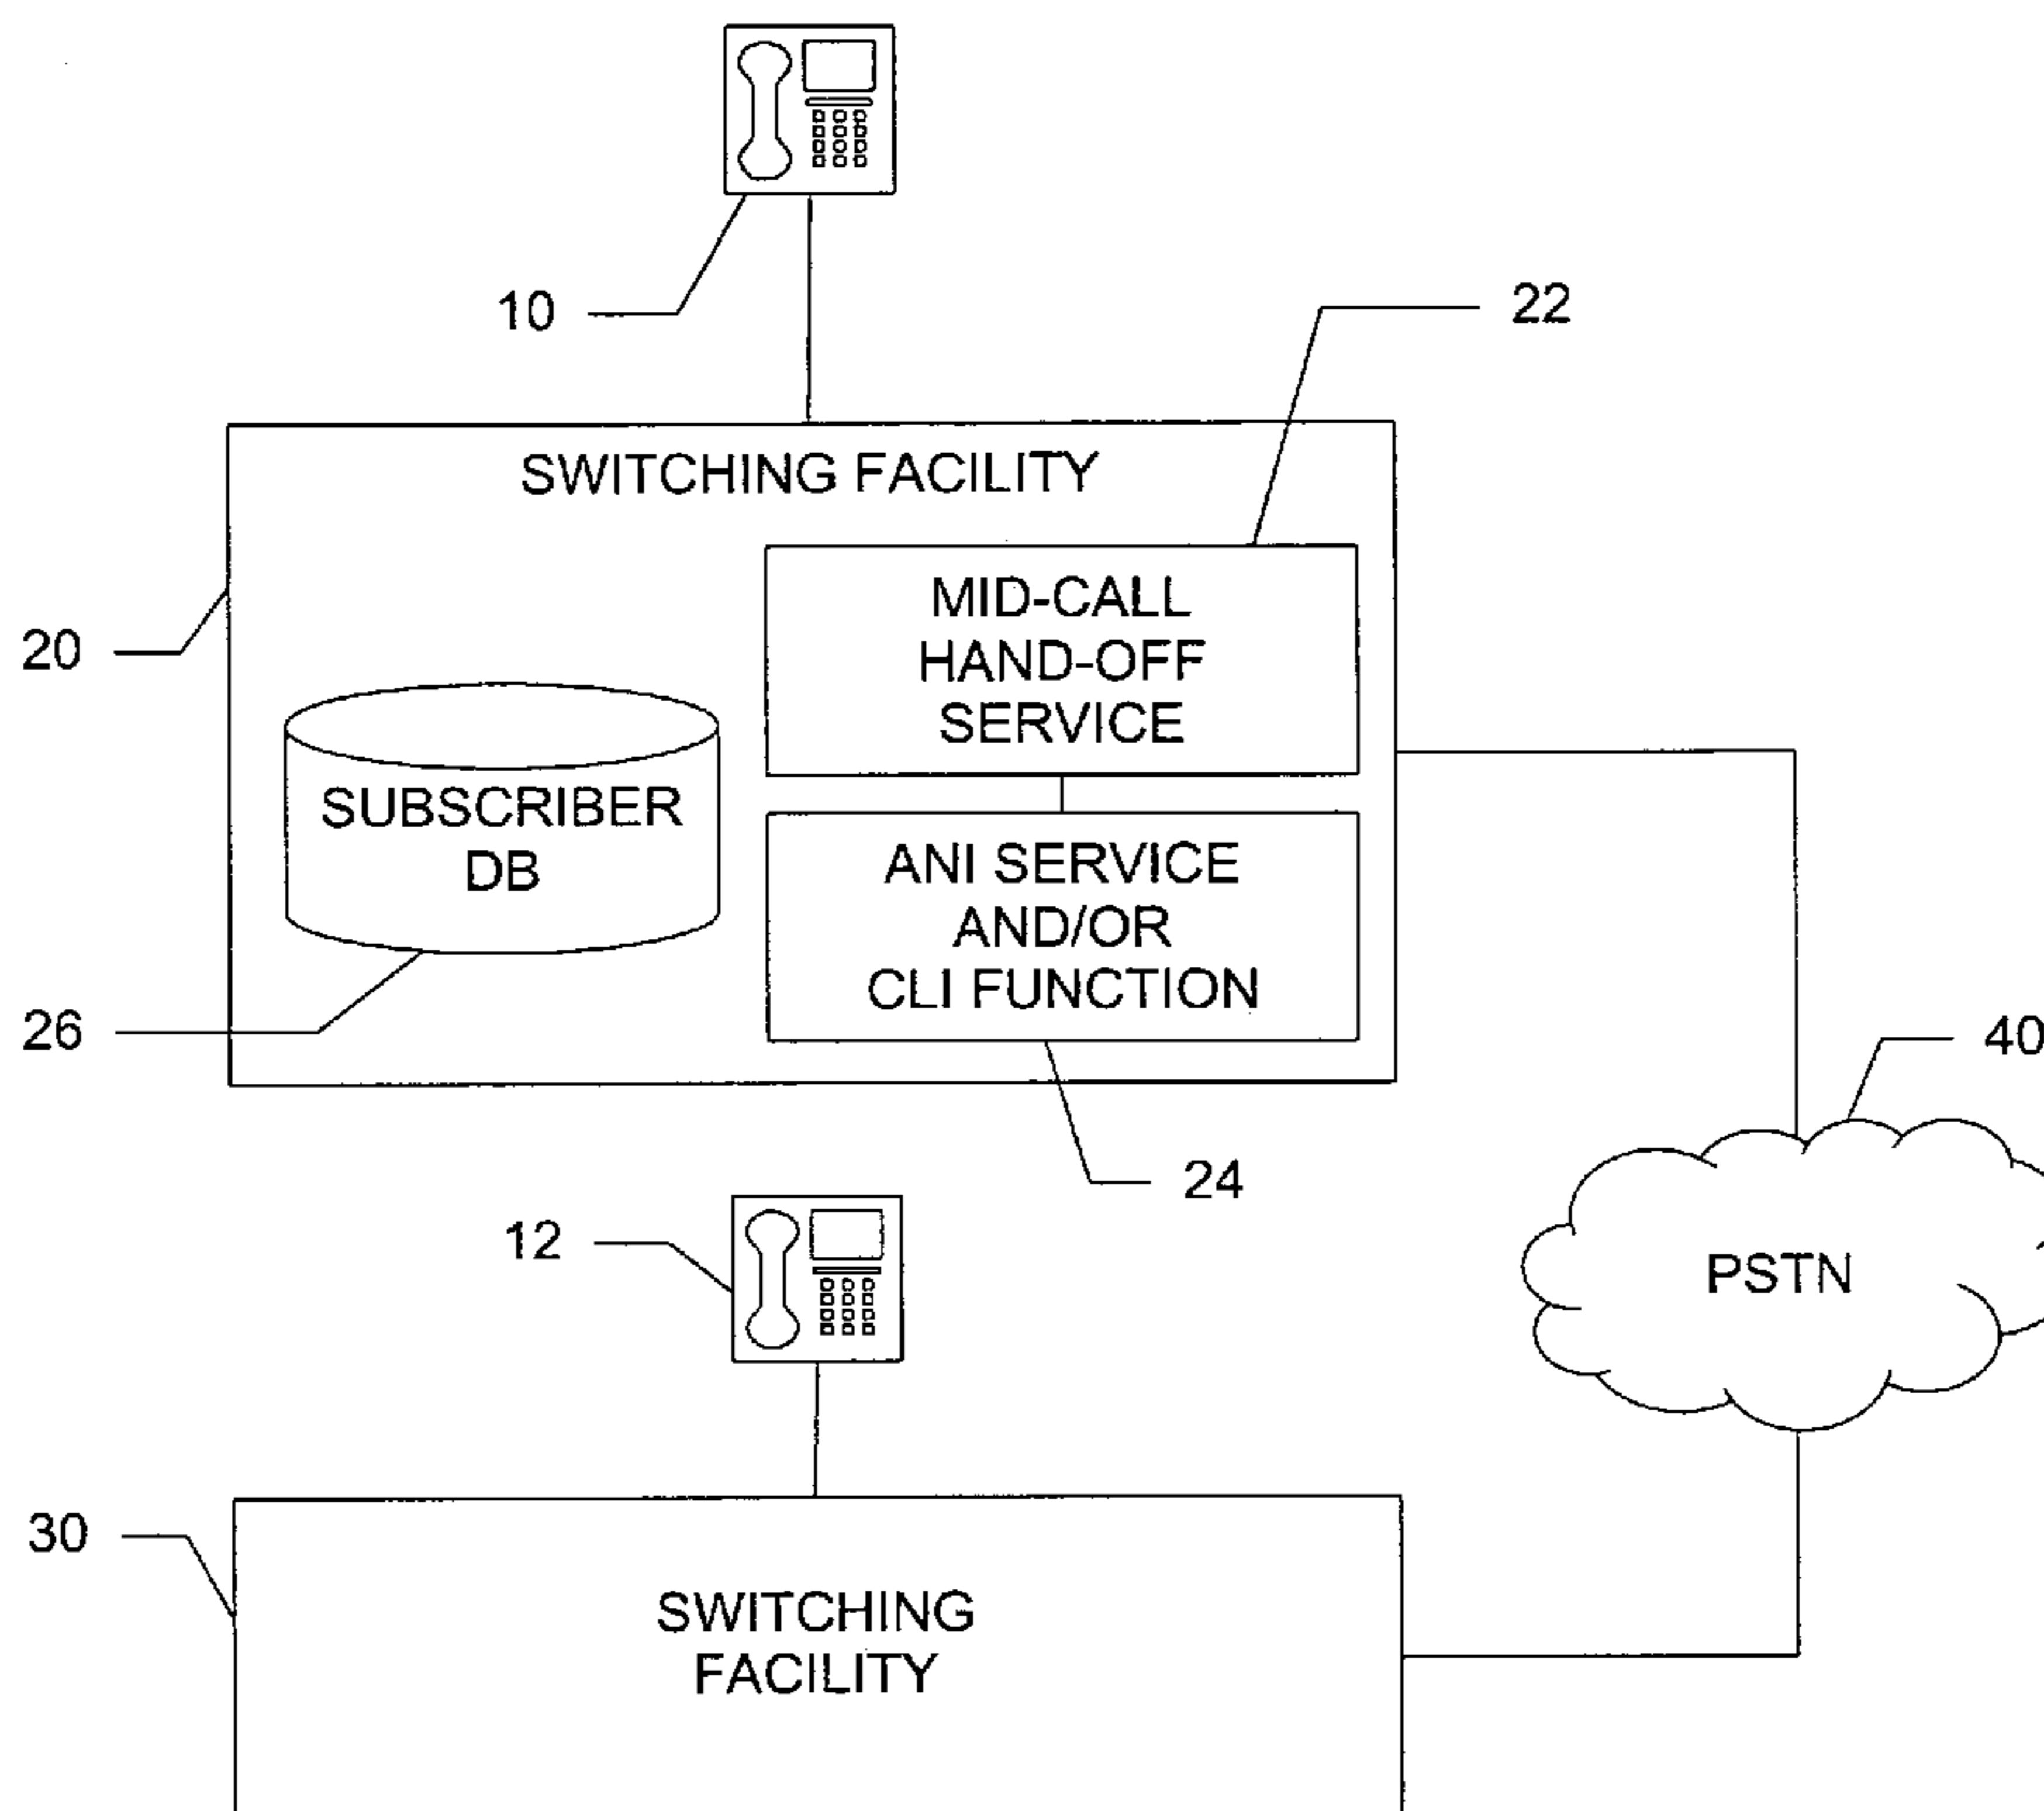 10
22
SWITCHING FACILITY
MID-CALL
HAND-OFF
SERVICE
20
SUBSCRIBER
DB
ANI SERVICE
AND/OR
CLI FUNCTION
26
40
24
12
PSTN
30
SWITCHING
FACILITY